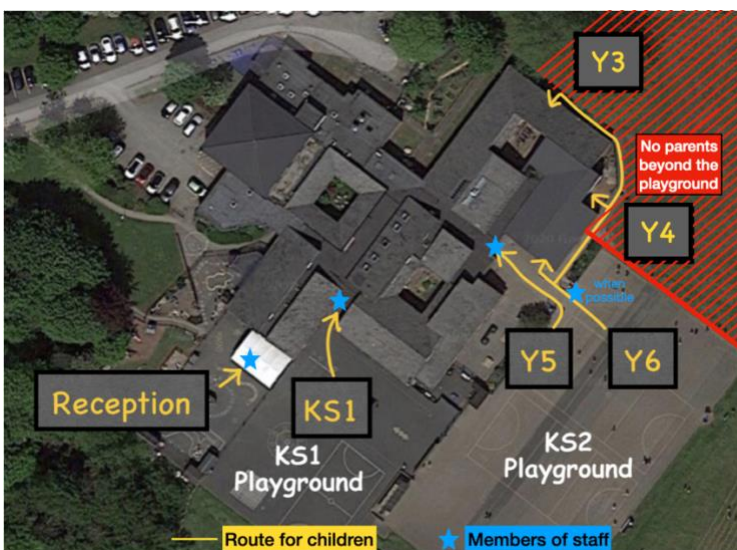 Y3
No parents
beyond the
playground
Y4
when
possible
Y5
Y6
Reception
KS1
KS1
Playground
KS2
Playground
Route for children
Members of staff